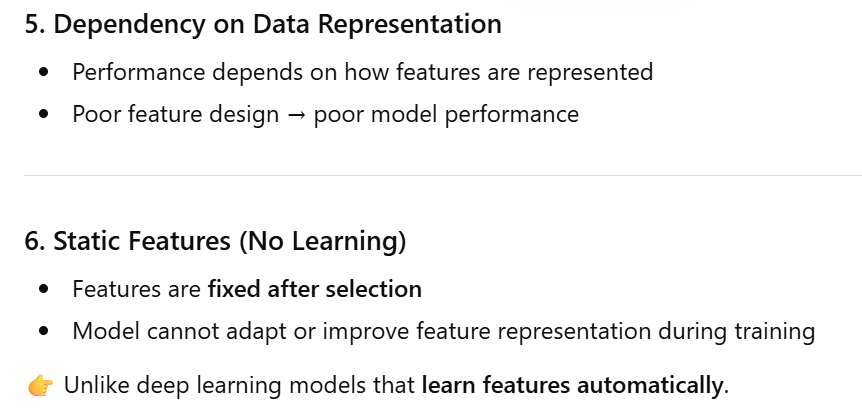 5. Dependency on Data Representation
• Performance depends on how features are represented
• Poor feature design → poor model performance
6. Static Features (No Learning)
• Features are fixed after selection
• Model cannot adapt or improve feature representation during training
👉 Unlike deep learning models that learn features automatically.